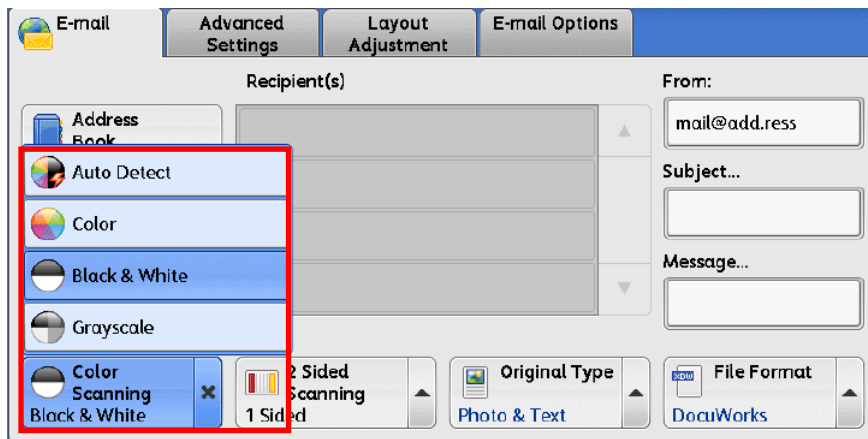 E-mail
Advanced
Settings
Layout
Adjustment
E-mail Options
Recipient(s)
From:
Address
Book
mail@add.ress
Auto Detect
Subject...
Color
Black & White
Message...
Grayscale
Color
Scanning
Black & White
2 Sided
Scanning
1 Sided
Original Type
Photo & Text
XDW
File Format
DocuWorks